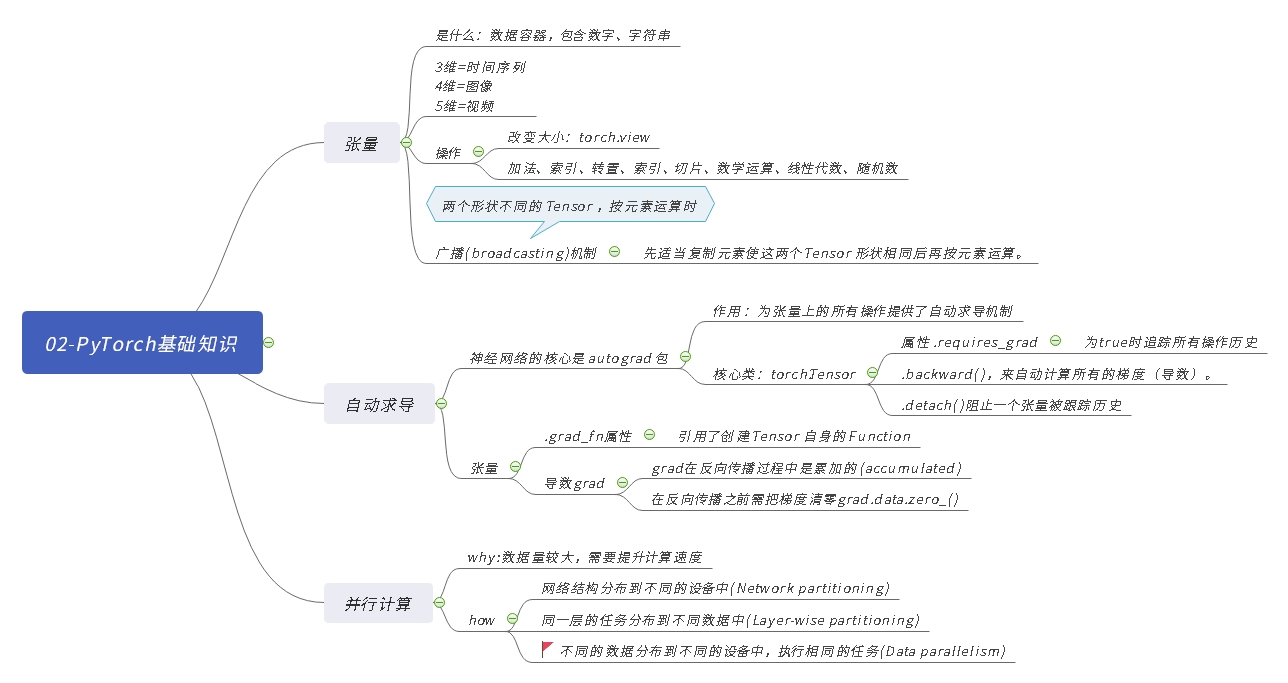 02-PyTorch基础知识
张量
是什么：数据容器，包含数字、字符串
3维=时间序列
4维=图像
5维=视频
操作
改变大小：torch.view
加法、索引、转置、索引、切片、数学运算、线性代数、随机数
两个形状不同的 Tensor，按元素运算时
广播(broadcasting)机制
先适当复制元素使这两个Tensor 形状相同后再按元素运算。
自动求导
神经网络的核心是 autograd 包
作用：为张量上的所有操作提供了自动求导机制
核心类：torch.Tensor
属性 .requires_grad
为true时追踪所有操作历史
.backward()，来自动计算所有的梯度（导数）。
.detach()阻止一个张量被跟踪历史
张量
.grad_fn属性
引用了创建Tensor 自身的Function
导数grad
grad在反向传播过程中是累加的(accumulated)
在反向传播之前需把梯度清零grad.data.zero_()
并行计算
why:数据量较大，需要提升计算速度
how
网络结构分布到不同的设备中(Network partitioning)
同一层的任务分布到不同数据中(Layer-wise partitioning)
不同的数据分布到不同的设备中，执行相同的任务(Data parallelism)